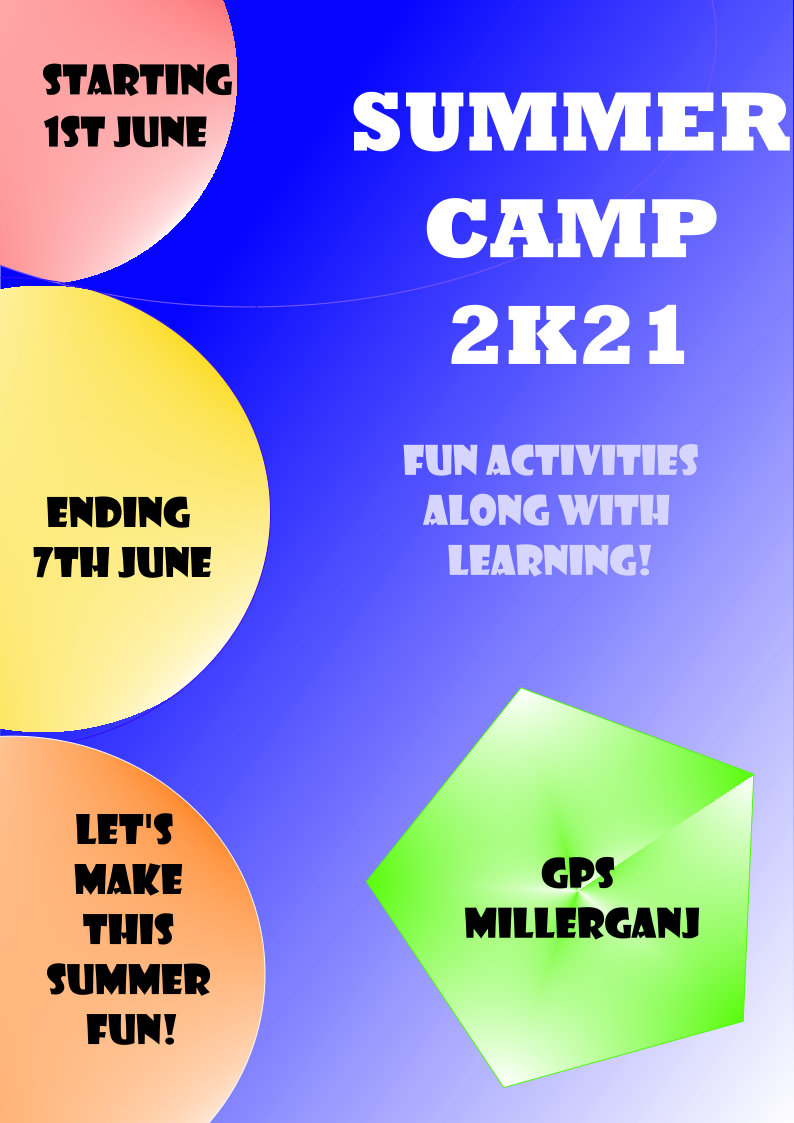 STARTING
1ST JUNE
SUMMER
CAMP
2K21
FUN ACTIVITIES
ALONG WITH
LEARNING!
ENDING
7TH JUNE
LET'S
MAKE
THIS
SUMMER
FUN!
GPS
MILLERGANJ